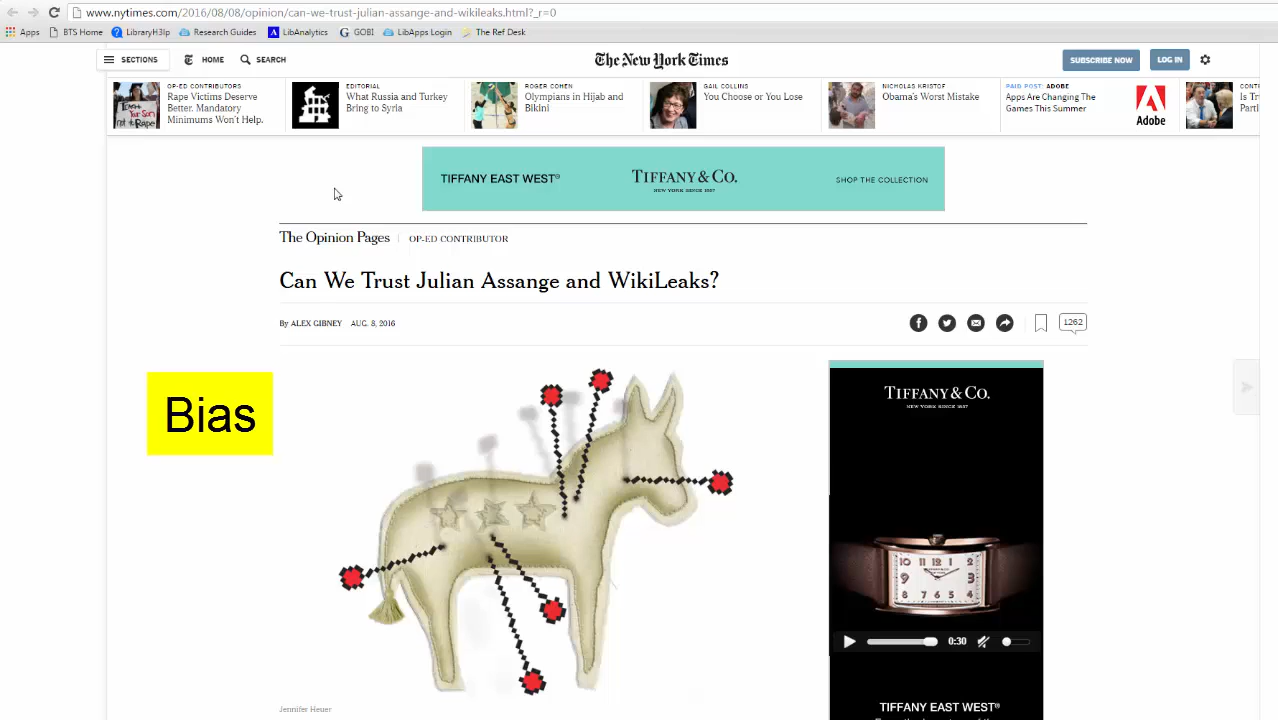 www.nytimes.com/2016/08/08/opinion/can-we-trust-julian-assange-and-wikileaks.html?_r=0
Apps BTS Home LibraryH3lp Research Guides LibAnalytics GOBI LibApps Login The Ref Desk
SECTIONS HOME SEARCH The New York Times SUBSCRIBE NOW LOG IN
OP-ED CONTRIBUTORS
Rape Victims Deserve
Better. Mandatory
Minimums Won't Help.
EDITORIAL
What Russia and Turkey
Bring to Syria
ROGER COHEN
Olympians in Hijab and
Bikini
GAIL COLLINS
You Choose or You Lose
NICHOLAS KRISTOF
Obama's Worst Mistake
PAID POST: ADOBE
Apps Are Changing The
Games This Summer
Adobe
TIFFANY EAST WEST® TIFFANY & CO. SHOP THE COLLECTION
NEW YORK SINCE 1837
The Opinion Pages | OP-ED CONTRIBUTOR
Can We Trust Julian Assange and WikiLeaks?
By ALEX GIBNEY AUG. 8, 2016
1262
Bias
TIFFANY & CO.
NEW YORK SINCE 1837
0:30
TIFFANY EAST WEST®
Jennifer Heuer